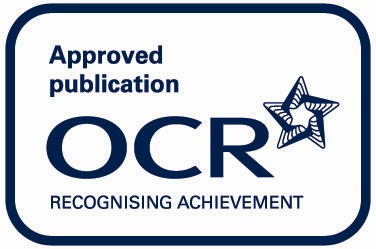 Approved
publication
OCR
RECOGNISING ACHIEVEMENT